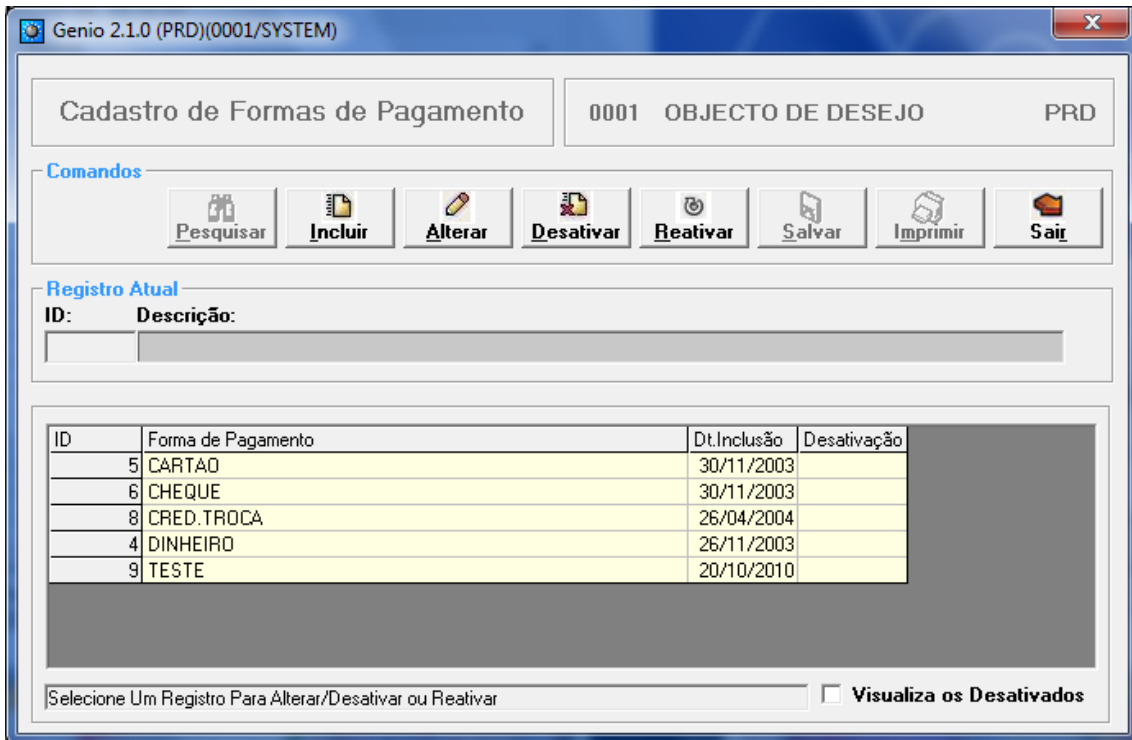 Genio 2.1.0 (PRD)(0001/SYSTEM)
x
Cadastro de Formas de Pagamento
0001 OBJECTO DE DESEJO PRD
Comandos
Pesquisar Incluir Alterar Desativar Reativar Salvar Imprimir Sair
Registro Atual
ID: Descrição:
ID Forma de Pagamento Dt.Inclusão Desativação
5 CARTAO 30/11/2003
6 CHEQUE 30/11/2003
8 CRED.TROCA 26/04/2004
4 DINHEIRO 26/11/2003
9 TESTE 20/10/2010
Selecione Um Registro Para Alterar/Desativar ou Reativar
Visualiza os Desativados